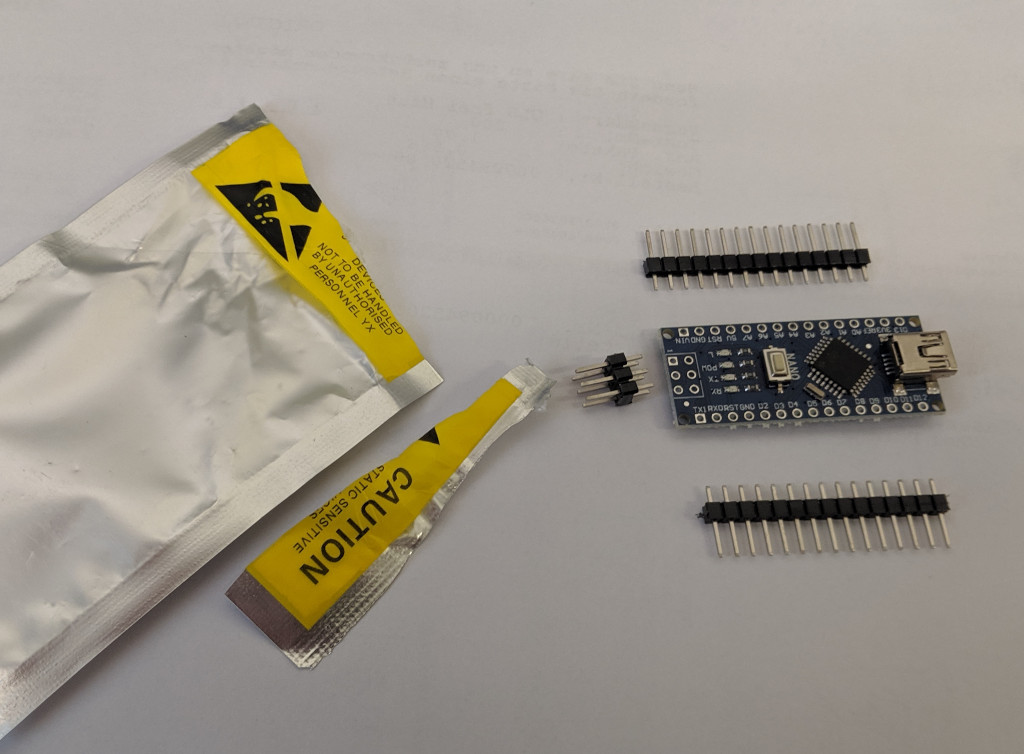 DEVICES
NOT TO BE HANDLED
BY UNAUTHORISED
PERSONNEL YX
CAUTION
STATIC SENSITIVE
VIN GND RST 5V A7 A6 A5 A4 A3 A2 A1 A0 REF 3V3 D13
L
POW
TX
RX
NANO
TX1 RX0 RST GND D2 D3 D4 D5 D6 D7 D8 D9 D10 D11 D12